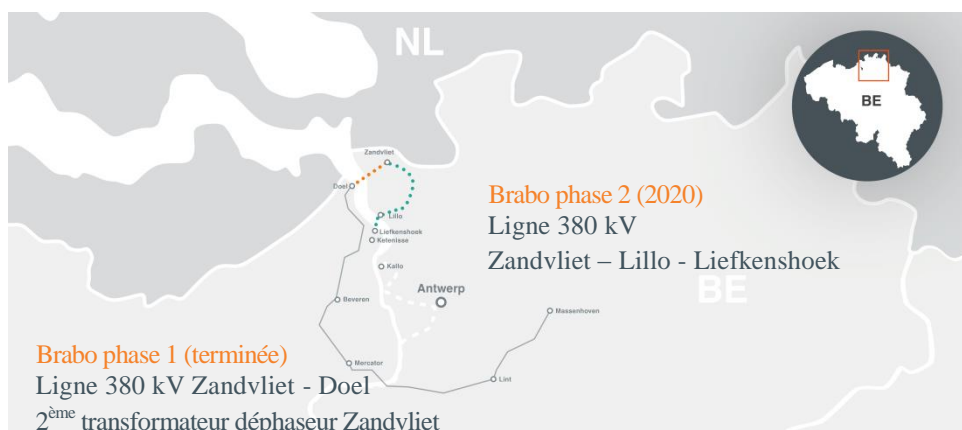 NL
BE
Zandvliet
Doel
Lillo
Liefkenshoek
Ketenisse
Kallo
Antwerp
Beveren
Massenhoven
Mercator
Lint
BE
Brabo phase 2 (2020)
Ligne 380 kV
Zandvliet – Lillo - Liefkenshoek
Brabo phase 1 (terminée)
Ligne 380 kV Zandvliet - Doel
2ème transformateur déphaseur Zandvliet